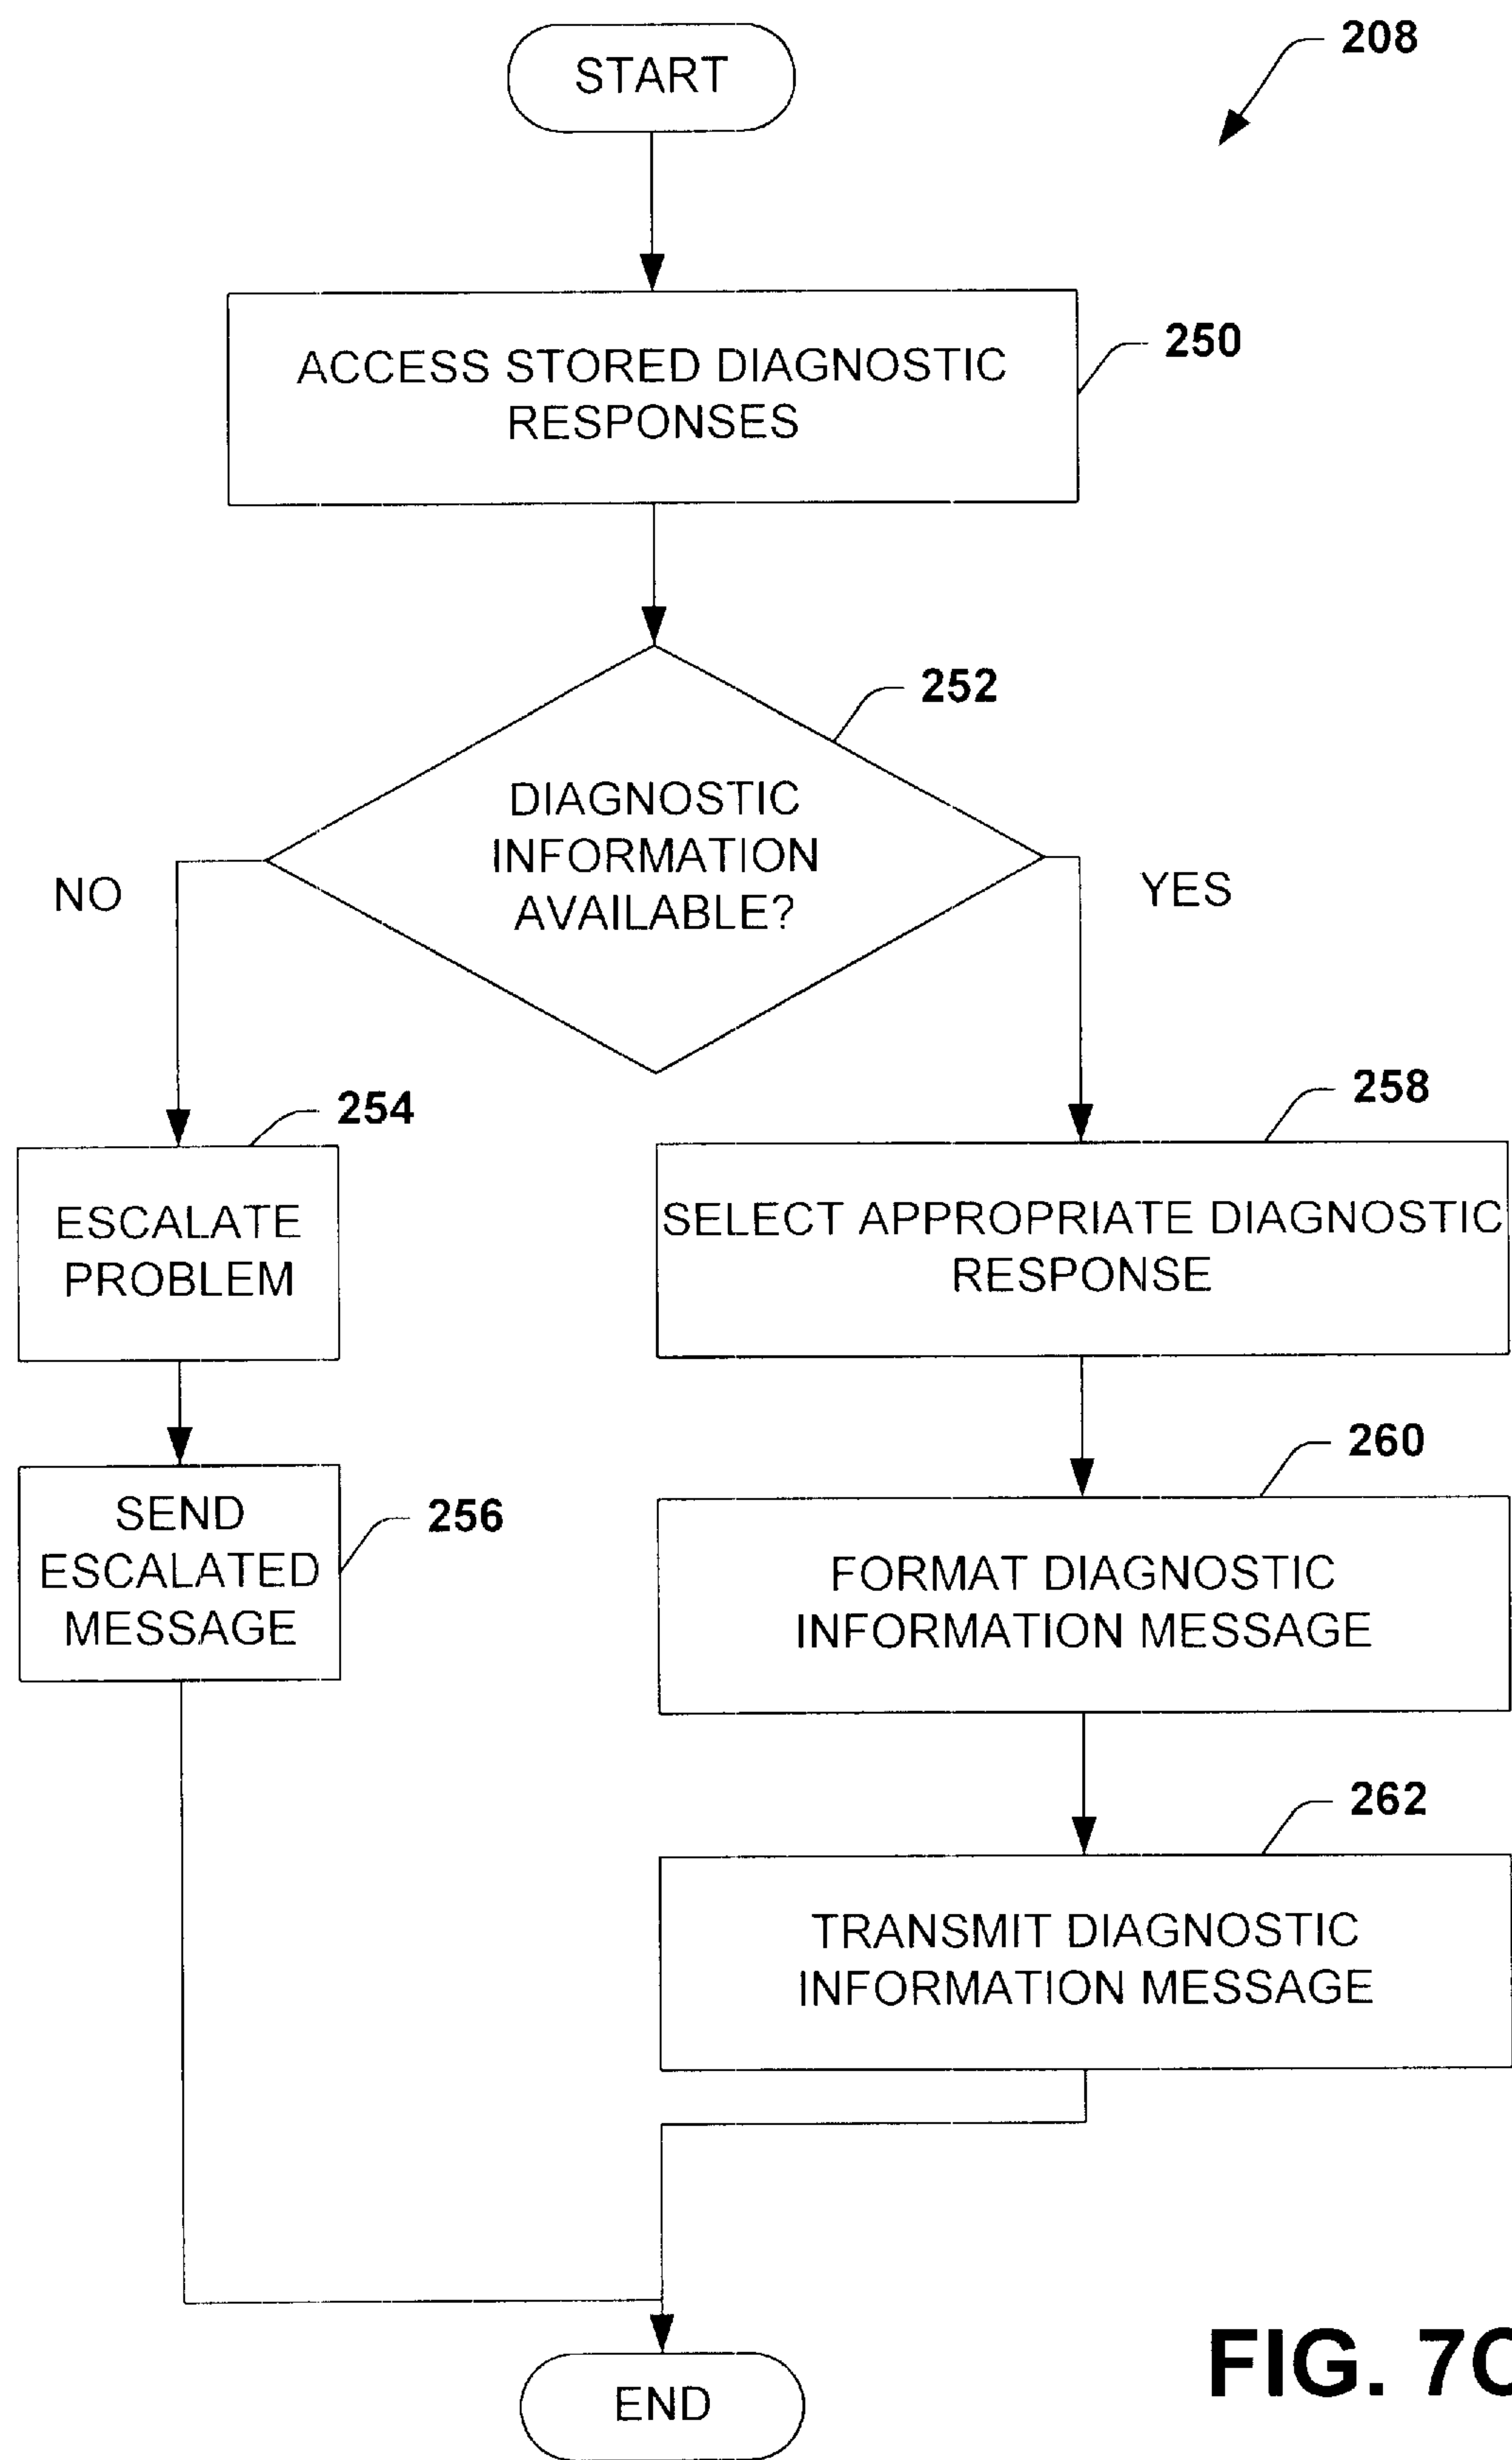 START
208
ACCESS STORED DIAGNOSTIC
RESPONSES
250
DIAGNOSTIC
INFORMATION
AVAILABLE?
252
NO
YES
254
ESCALATE
PROBLEM
258
SELECT APPROPRIATE DIAGNOSTIC
RESPONSE
SEND
ESCALATED
MESSAGE
256
260
FORMAT DIAGNOSTIC
INFORMATION MESSAGE
262
TRANSMIT DIAGNOSTIC
INFORMATION MESSAGE
END
FIG. 7C